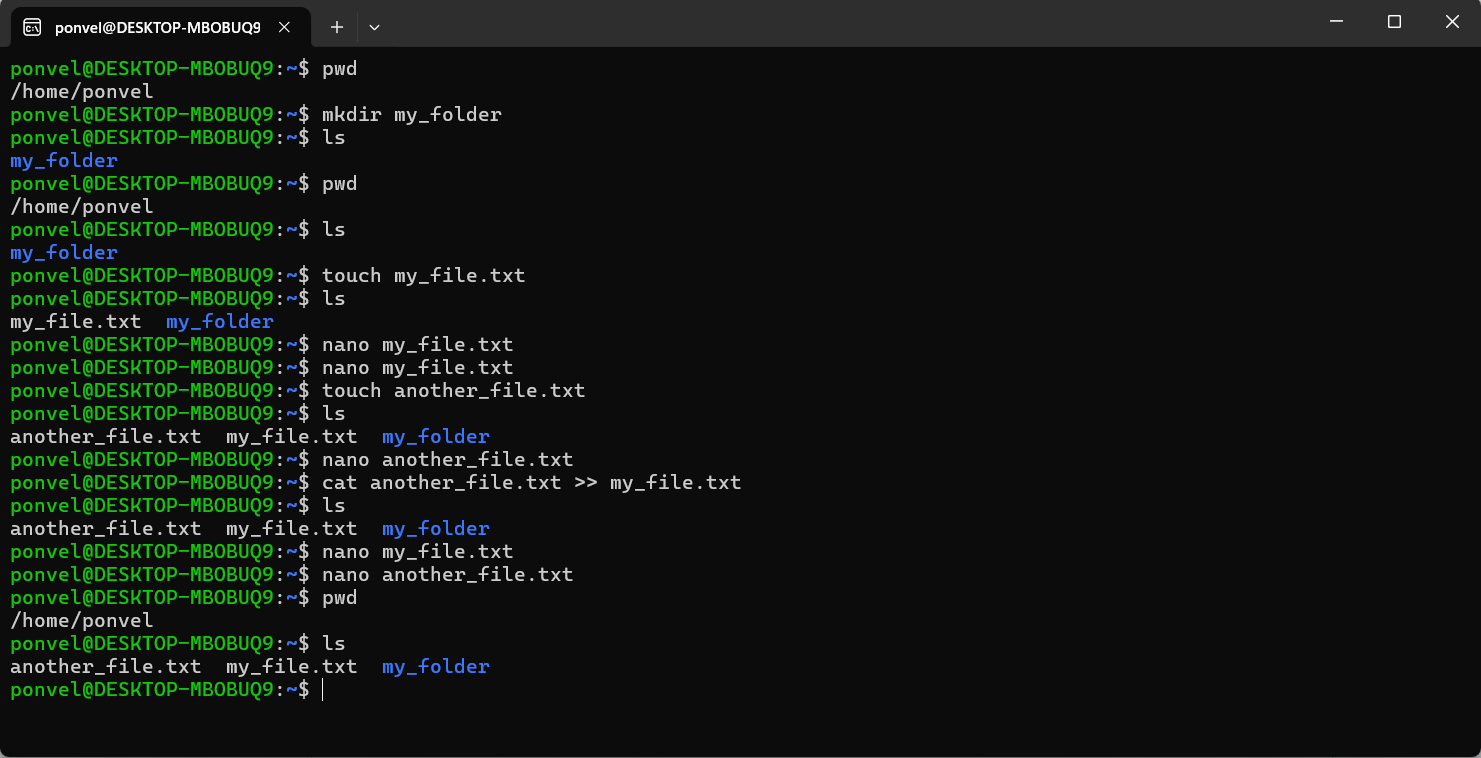 ponvel@DESKTOP-MBOBUQ9
ponvel@DESKTOP-MBOBUQ9:~$ pwd
/home/ponvel
ponvel@DESKTOP-MBOBUQ9:~$ mkdir my_folder
ponvel@DESKTOP-MBOBUQ9:~$ ls
my_folder
ponvel@DESKTOP-MBOBUQ9:~$ pwd
/home/ponvel
ponvel@DESKTOP-MBOBUQ9:~$ ls
my_folder
ponvel@DESKTOP-MBOBUQ9:~$ touch my_file.txt
ponvel@DESKTOP-MBOBUQ9:~$ ls
my_file.txt  my_folder
ponvel@DESKTOP-MBOBUQ9:~$ nano my_file.txt
ponvel@DESKTOP-MBOBUQ9:~$ nano my_file.txt
ponvel@DESKTOP-MBOBUQ9:~$ touch another_file.txt
ponvel@DESKTOP-MBOBUQ9:~$ ls
another_file.txt  my_file.txt  my_folder
ponvel@DESKTOP-MBOBUQ9:~$ nano another_file.txt
ponvel@DESKTOP-MBOBUQ9:~$ cat another_file.txt >> my_file.txt
ponvel@DESKTOP-MBOBUQ9:~$ ls
another_file.txt  my_file.txt  my_folder
ponvel@DESKTOP-MBOBUQ9:~$ nano my_file.txt
ponvel@DESKTOP-MBOBUQ9:~$ nano another_file.txt
ponvel@DESKTOP-MBOBUQ9:~$ pwd
/home/ponvel
ponvel@DESKTOP-MBOBUQ9:~$ ls
another_file.txt  my_file.txt  my_folder
ponvel@DESKTOP-MBOBUQ9:~$